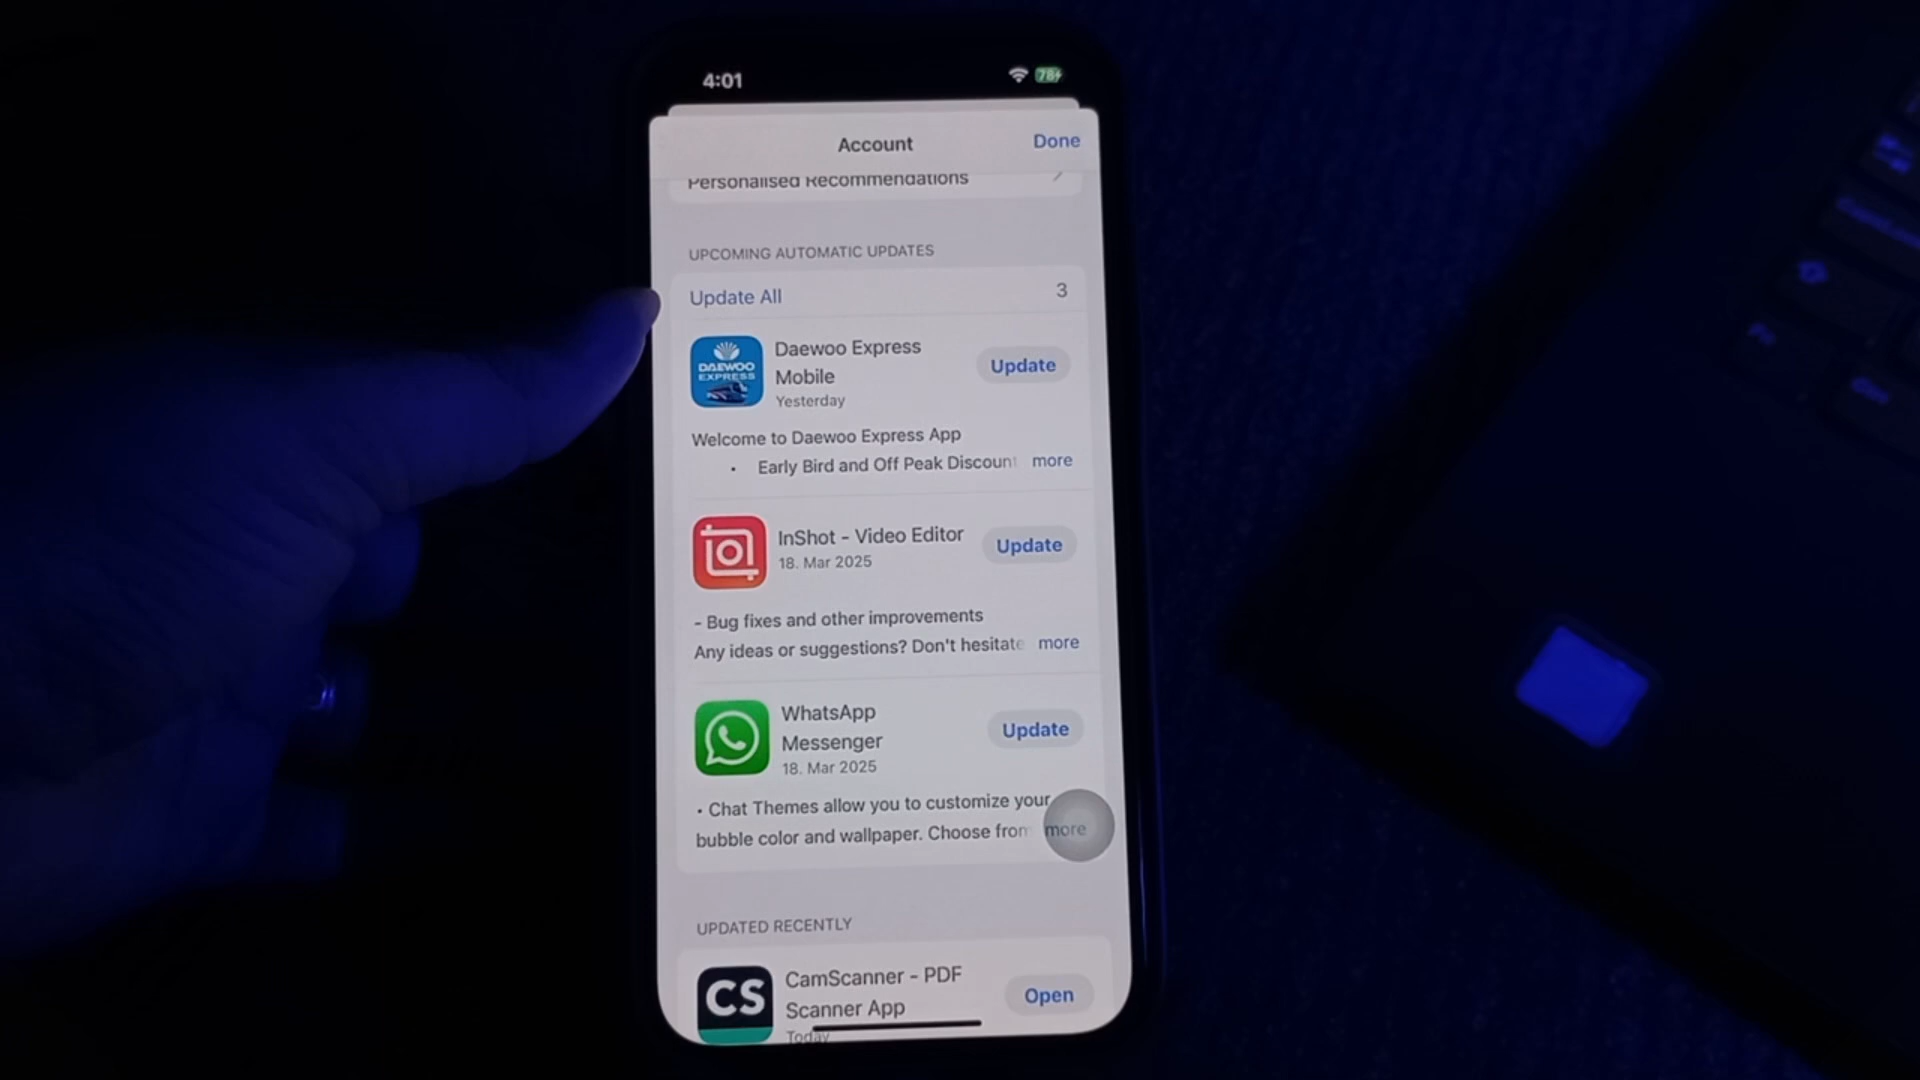 4:01
78
Account
Done
Personalised Recommendations
UPCOMING AUTOMATIC UPDATES
Update All
3
DAEWOO
EXPRESS
Daewoo Express
Mobile
Yesterday
Update
Welcome to Daewoo Express App
• Early Bird and Off Peak Discount more
InShot - Video Editor
18. Mar 2025
Update
- Bug fixes and other improvements
Any ideas or suggestions? Don't hesitate more
WhatsApp
Messenger
18. Mar 2025
Update
• Chat Themes allow you to customize your
bubble color and wallpaper. Choose from more
UPDATED RECENTLY
CS
CamScanner - PDF
Scanner App
Today
Open